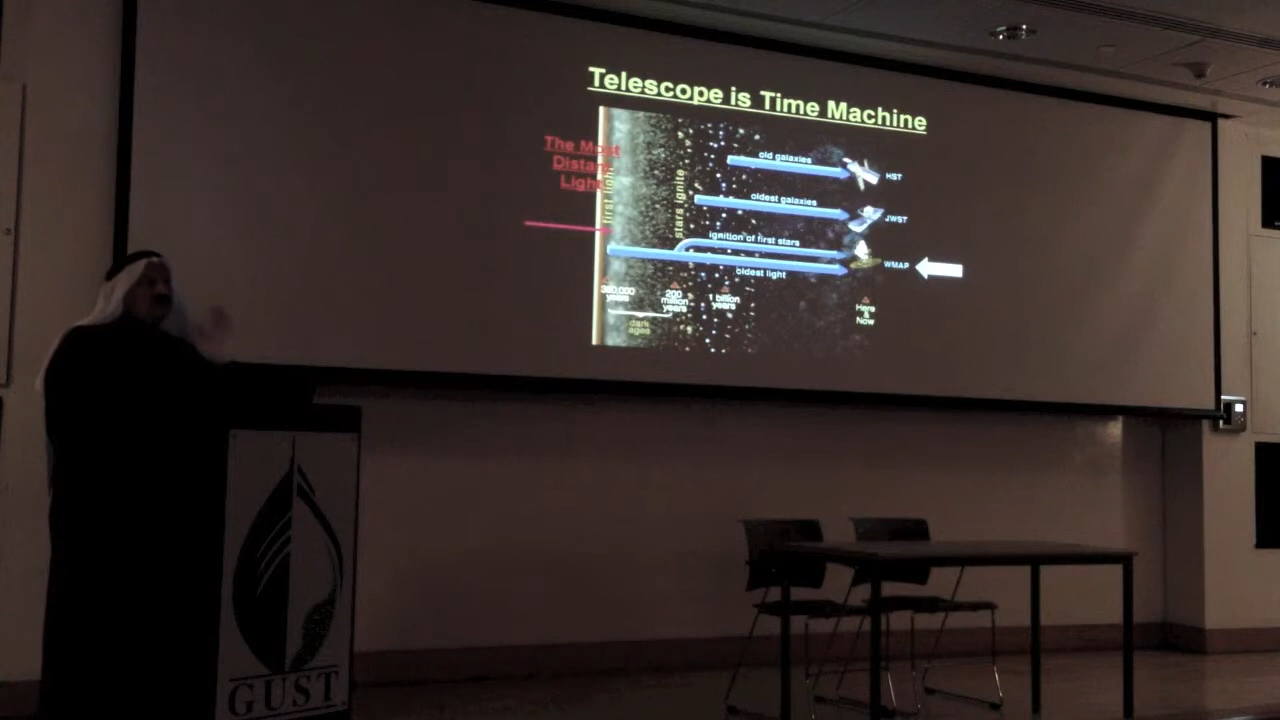 Telescope is Time Machine
The Most
Distant
Light
first light
stars ignite
old galaxies
HST
oldest galaxies
JWST
ignition of first stars
WMAP
oldest light
380,000
years
200
million
years
1 billion
years
Here
&
Now
dark
ages
GUST